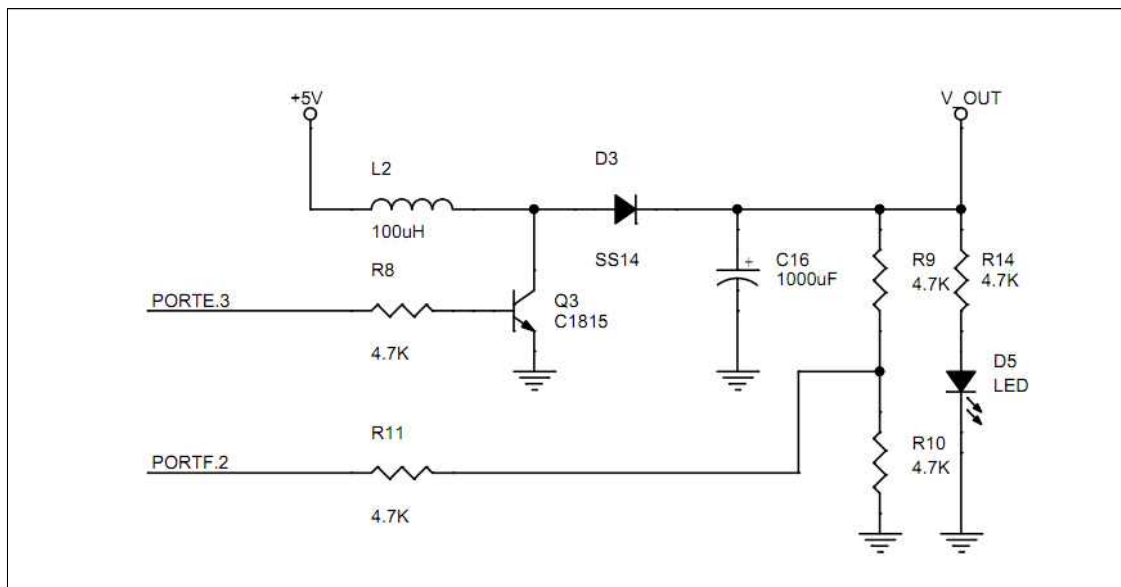 +5V
V_OUT
L2
100uH
D3
SS14
C16
1000uF
R9
4.7K
R14
4.7K
R8
4.7K
PORTE.3
Q3
C1815
D5
LED
R11
4.7K
PORTF.2
R10
4.7K